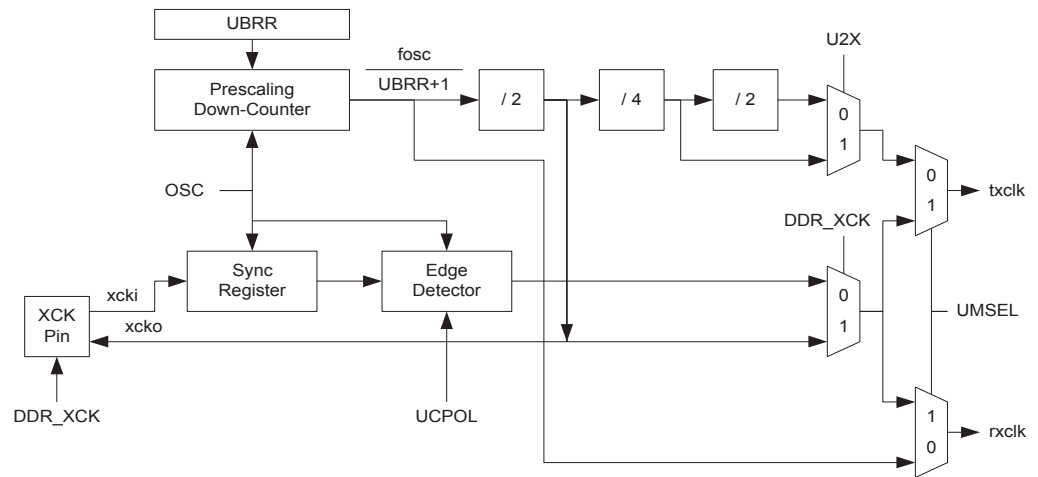 UBRR
Prescaling
Down-Counter
fosc
UBRR+1
/ 2
/ 4
/ 2
U2X
0
1
OSC
0
1
txclk
DDR_XCK
Sync
Register
Edge
Detector
0
1
UMSEL
xcki
xcko
XCK
Pin
DDR_XCK
UCPOL
1
0
rxclk